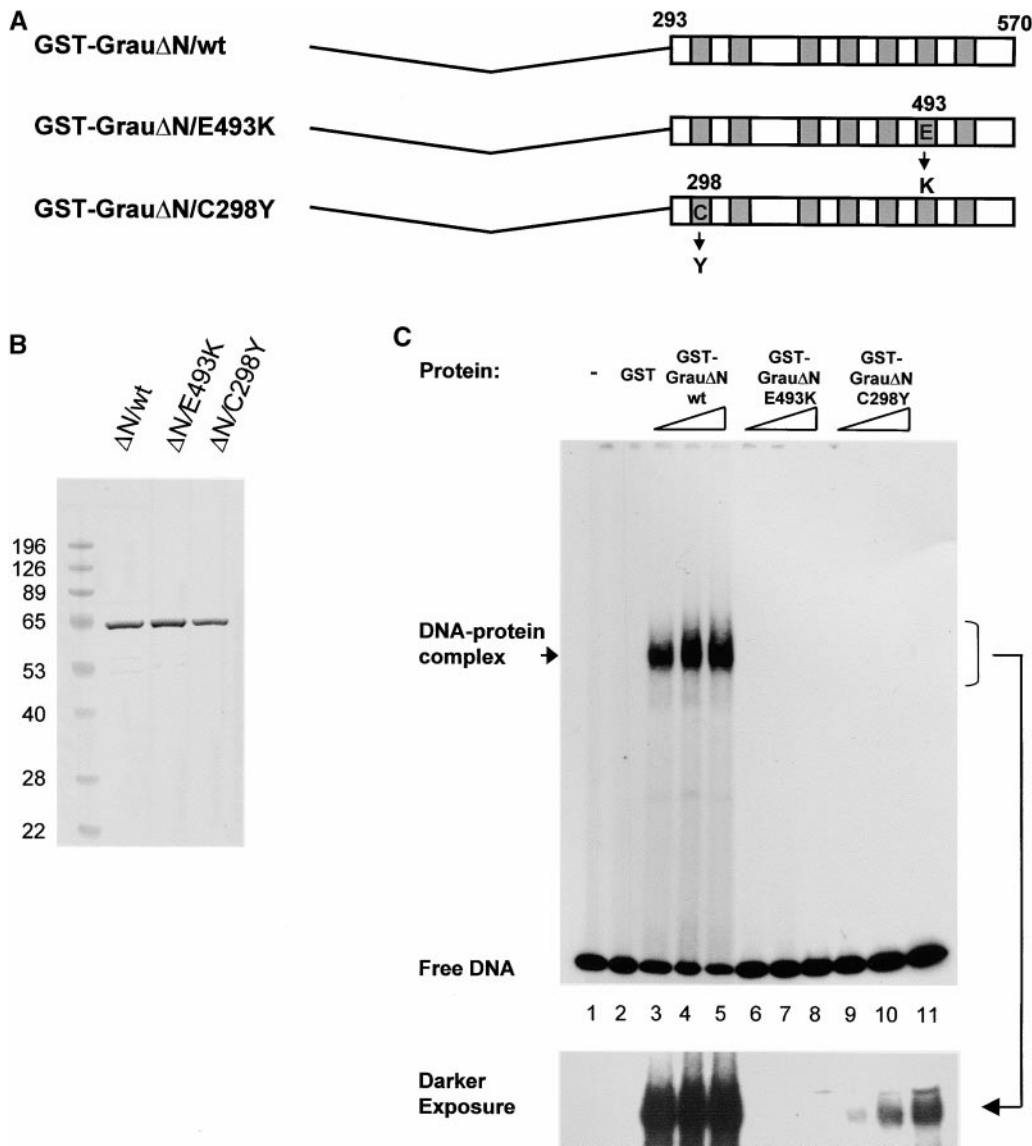 A
293 570
GST-GrauΔN/wt
493
GST-GrauΔN/E493K
E
K
298
GST-GrauΔN/C298Y
C
Y
B
ΔN/wt
ΔN/E493K
ΔN/C298Y
196
126
89
65
53
40
28
22
C
Protein:
-
GST
GST-
GrauΔN
wt
GST-
GrauΔN
E493K
GST-
GrauΔN
C298Y
DNA-protein
complex
Free DNA
1 2 3 4 5 6 7 8 9 10 11
Darker
Exposure